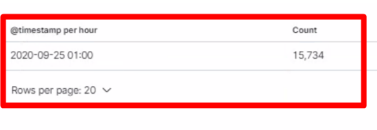 @timestamp per hour Count
2020-09-25 01:00 15,734
Rows per page: 20